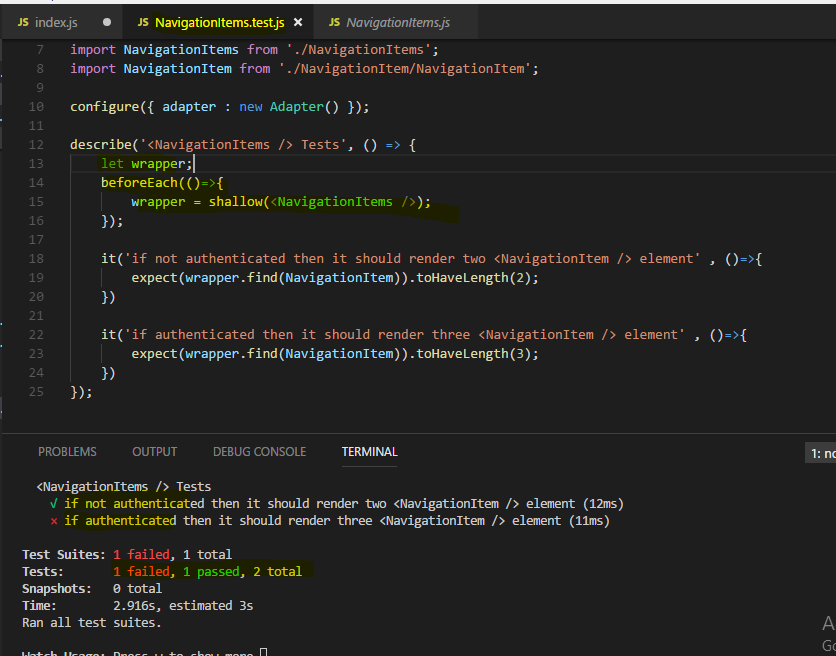 JS index.js ● JS NavigationItems.test.js × JS NavigationItems.js
7 import NavigationItems from './NavigationItems';
8 import NavigationItem from './NavigationItem/NavigationItem';
9
10 configure({ adapter : new Adapter() });
11
12 describe('<NavigationItems /> Tests', () => {
13 let wrapper;
14 beforeEach(()=>{
15 wrapper = shallow(<NavigationItems />);
16 });
17
18 it('if not authenticated then it should render two <NavigationItem /> element' , ()=>{
19 expect(wrapper.find(NavigationItem)).toHaveLength(2);
20 })
21
22 it('if authenticated then it should render three <NavigationItem /> element' , ()=>{
23 expect(wrapper.find(NavigationItem)).toHaveLength(3);
24 })
25 });
PROBLEMS OUTPUT DEBUG CONSOLE TERMINAL 1: no
<NavigationItems /> Tests
√ if not authenticated then it should render two <NavigationItem /> element (12ms)
× if authenticated then it should render three <NavigationItem /> element (11ms)
Test Suites: 1 failed, 1 total
Tests: 1 failed, 1 passed, 2 total
Snapshots: 0 total
Time: 2.916s, estimated 3s
Ran all test suites.
A
Go
Watch Usage: Press w to show more.